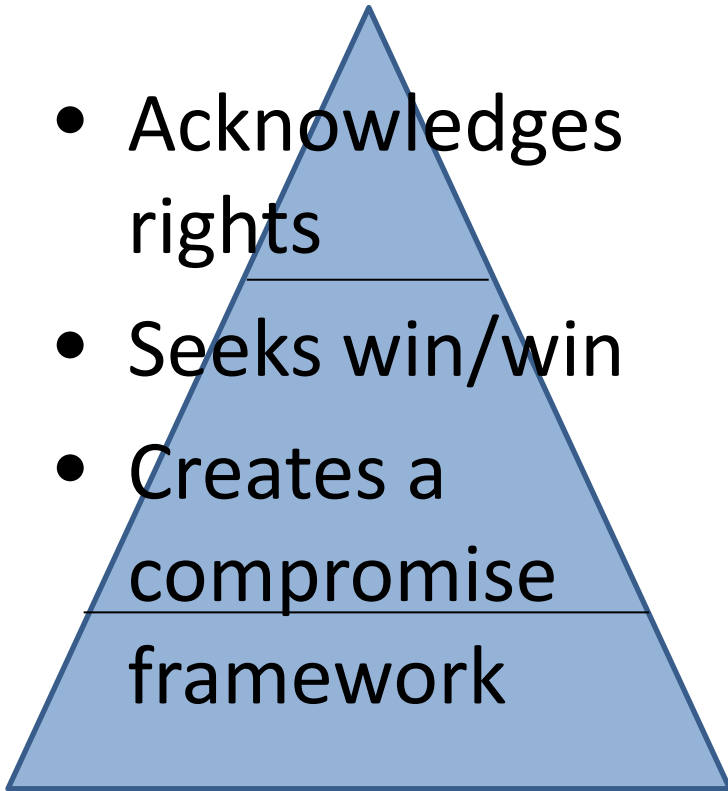 • Acknowledges
rights
• Seeks win/win
• Creates a
compromise
framework